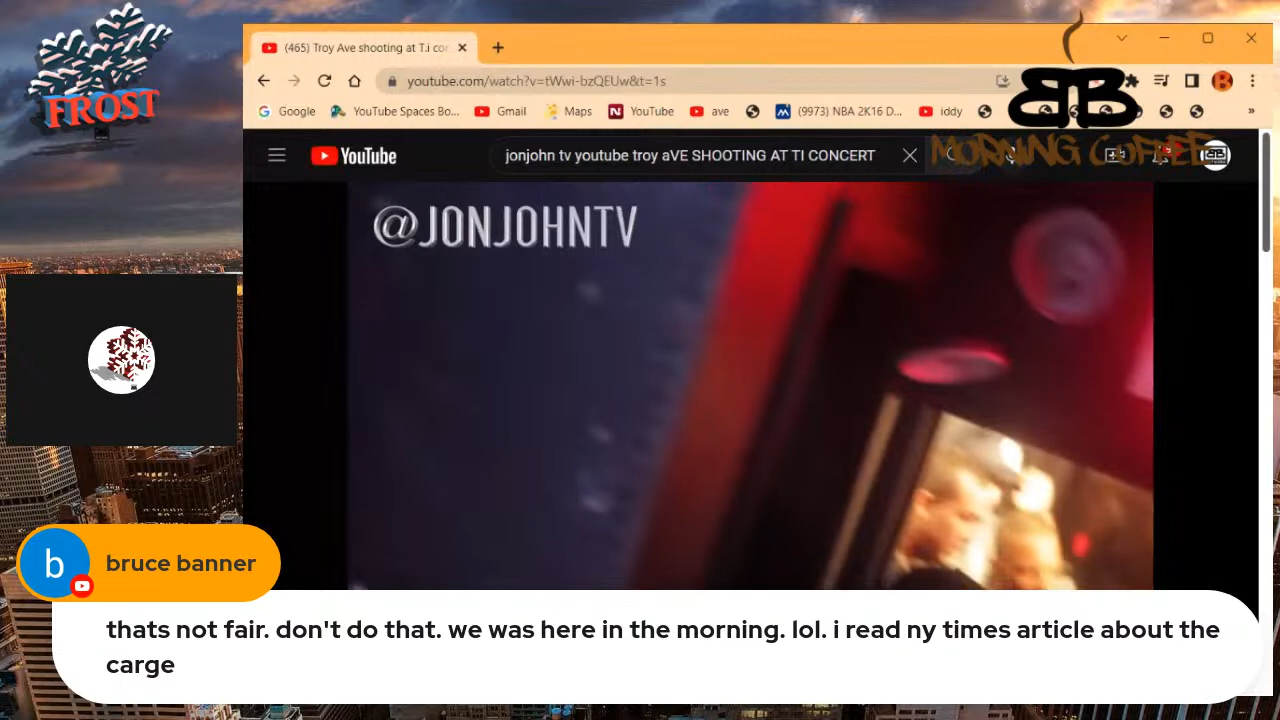 FROST
(465) Troy Ave shooting at T.i co
youtube.com/watch?v=tWwi-bzQEUw&t=1s
Google
YouTube Spaces Bo...
Gmail
Maps
YouTube
ave
(9973) NBA 2K16 D...
iddy
»
BB
MORNING COFFEE
YouTube
jonjohn tv youtube troy aVE SHOOTING AT TI CONCERT
@JONJOHNTV
b
bruce banner
thats not fair. don't do that. we was here in the morning. lol. i read ny times article about the
carge